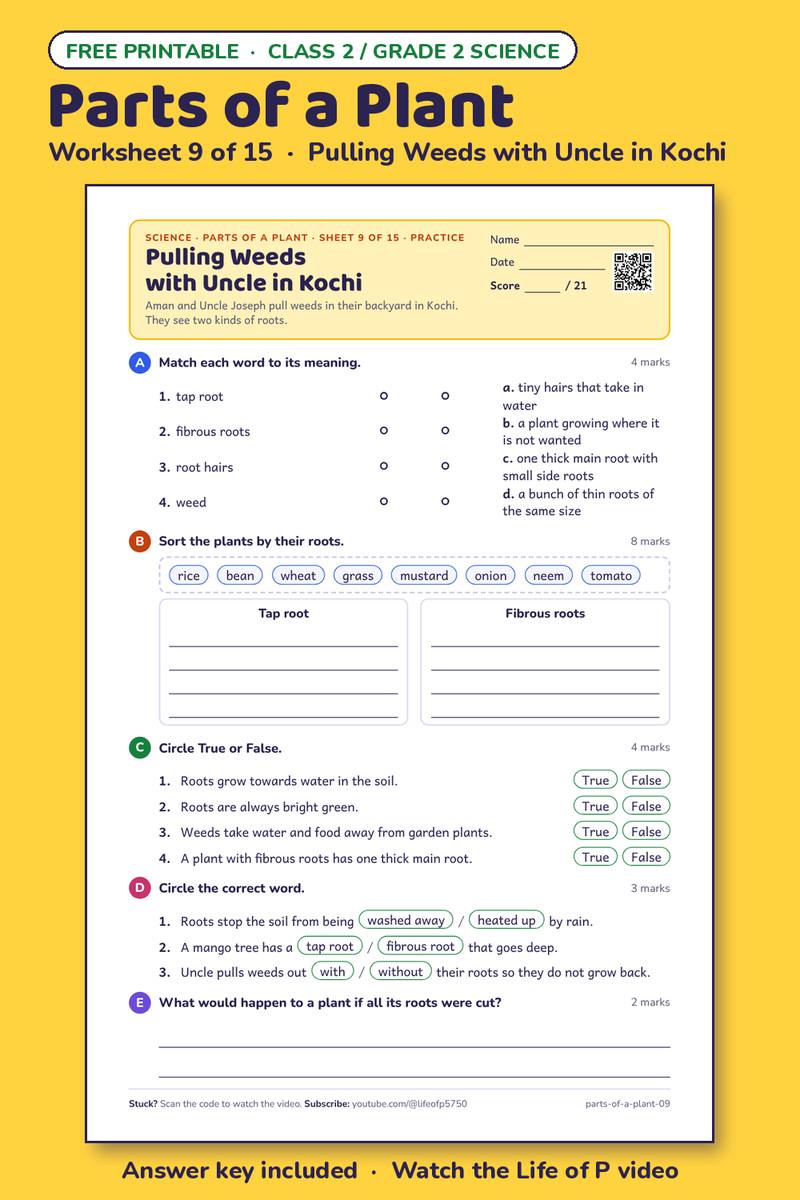 FREE PRINTABLE · CLASS 2 / GRADE 2 SCIENCE
Parts of a Plant
Worksheet 9 of 15 · Pulling Weeds with Uncle in Kochi
SCIENCE · PARTS OF A PLANT · SHEET 9 OF 15 · PRACTICE
Pulling Weeds
with Uncle in Kochi
Aman and Uncle Joseph pull weeds in their backyard in Kochi.
They see two kinds of roots.
Name
Date
Score / 21
A Match each word to its meaning. 4 marks
1. tap root
a. tiny hairs that take in
water
2. fibrous roots
b. a plant growing where it
is not wanted
3. root hairs
c. one thick main root with
small side roots
4. weed
d. a bunch of thin roots of
the same size
B Sort the plants by their roots. 8 marks
rice bean wheat grass mustard onion neem tomato
Tap root Fibrous roots
C Circle True or False. 4 marks
1. Roots grow towards water in the soil. True False
2. Roots are always bright green. True False
3. Weeds take water and food away from garden plants. True False
4. A plant with fibrous roots has one thick main root. True False
D Circle the correct word. 3 marks
1. Roots stop the soil from being washed away / heated up by rain.
2. A mango tree has a tap root / fibrous root that goes deep.
3. Uncle pulls weeds out with / without their roots so they do not grow back.
E What would happen to a plant if all its roots were cut? 2 marks
Stuck? Scan the code to watch the video. Subscribe: youtube.com/@lifeofp5750 parts-of-a-plant-09
Answer key included · Watch the Life of P video